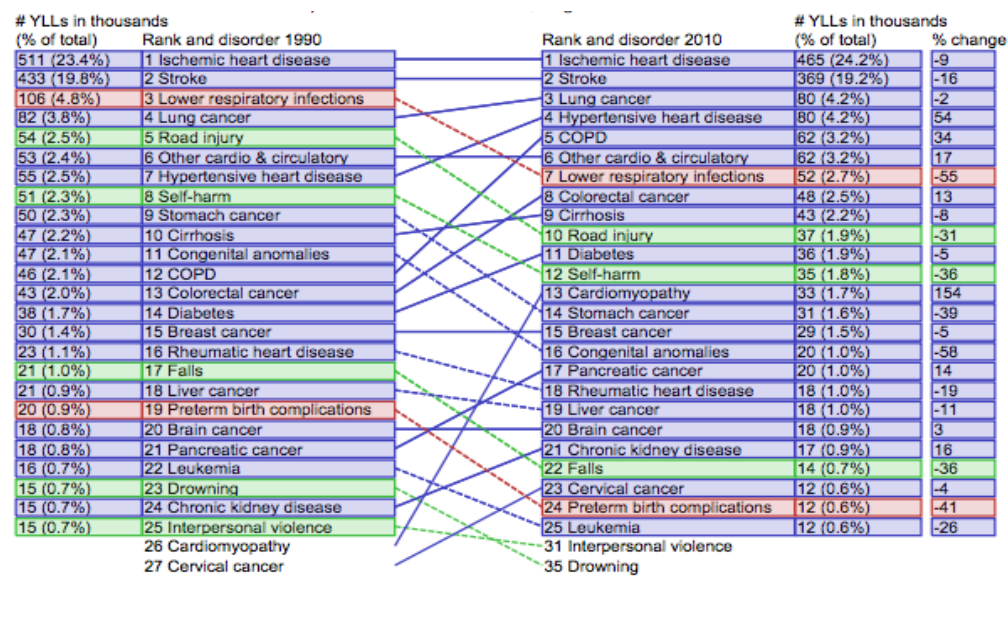 # YLLs in thousands # YLLs in thousands
(% of total) Rank and disorder 1990 Rank and disorder 2010 (% of total) % change
511 (23.4%) 1 Ischemic heart disease 1 Ischemic heart disease 465 (24.2%) -9
433 (19.8%) 2 Stroke 2 Stroke 369 (19.2%) -16
106 (4.8%) 3 Lower respiratory infections 3 Lung cancer 80 (4.2%) -2
82 (3.8%) 4 Lung cancer 4 Hypertensive heart disease 80 (4.2%) 54
54 (2.5%) 5 Road injury 5 COPD 62 (3.2%) 34
53 (2.4%) 6 Other cardio & circulatory 6 Other cardio & circulatory 62 (3.2%) 17
55 (2.5%) 7 Hypertensive heart disease 7 Lower respiratory infections 52 (2.7%) -55
51 (2.3%) 8 Self-harm 8 Colorectal cancer 48 (2.5%) 13
50 (2.3%) 9 Stomach cancer 9 Cirrhosis 43 (2.2%) -8
47 (2.2%) 10 Cirrhosis 10 Road injury 37 (1.9%) -31
47 (2.1%) 11 Congenital anomalies 11 Diabetes 36 (1.9%) -5
46 (2.1%) 12 COPD 12 Self-harm 35 (1.8%) -36
43 (2.0%) 13 Colorectal cancer 13 Cardiomyopathy 33 (1.7%) 154
38 (1.7%) 14 Diabetes 14 Stomach cancer 31 (1.6%) -39
30 (1.4%) 15 Breast cancer 15 Breast cancer 29 (1.5%) -5
23 (1.1%) 16 Rheumatic heart disease 16 Congenital anomalies 20 (1.0%) -58
21 (1.0%) 17 Falls 17 Pancreatic cancer 20 (1.0%) 14
21 (0.9%) 18 Liver cancer 18 Rheumatic heart disease 18 (1.0%) -19
20 (0.9%) 19 Preterm birth complications 19 Liver cancer 18 (1.0%) -11
18 (0.8%) 20 Brain cancer 20 Brain cancer 18 (0.9%) 3
18 (0.8%) 21 Pancreatic cancer 21 Chronic kidney disease 17 (0.9%) 16
16 (0.7%) 22 Leukemia 22 Falls 14 (0.7%) -36
15 (0.7%) 23 Drowning 23 Cervical cancer 12 (0.6%) -4
15 (0.7%) 24 Chronic kidney disease 24 Preterm birth complications 12 (0.6%) -41
15 (0.7%) 25 Interpersonal violence 25 Leukemia 12 (0.6%) -26
26 Cardiomyopathy 31 Interpersonal violence
27 Cervical cancer 35 Drowning